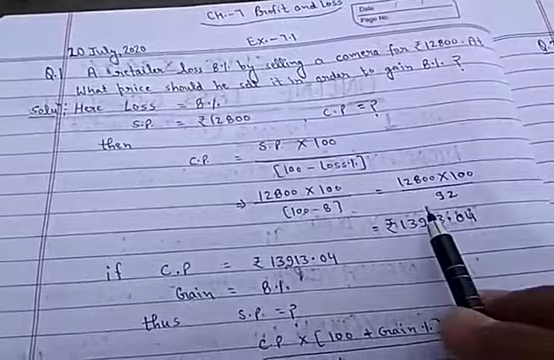 Ch.-7 Profit and Loss
Date
Page No.
20 July, 2020
Ex.-7.1
Q.1 A retailer loss 8% by selling a camera for ₹12800. At
What price should he sell it in order to gain 8% ?
Solu: Here Loss = 8%
S.P. = ₹12800 , C.P = ?
then
C.P. = S.P. × 100 / [100 - Loss%]
⇒ 12800 × 100 / [100 - 8] = 12800 × 100 / 92
= ₹13913.04
if C.P = ₹13913.04
Gain = 8%
thus S.P. = ?
C.P × [100 + Gain %]